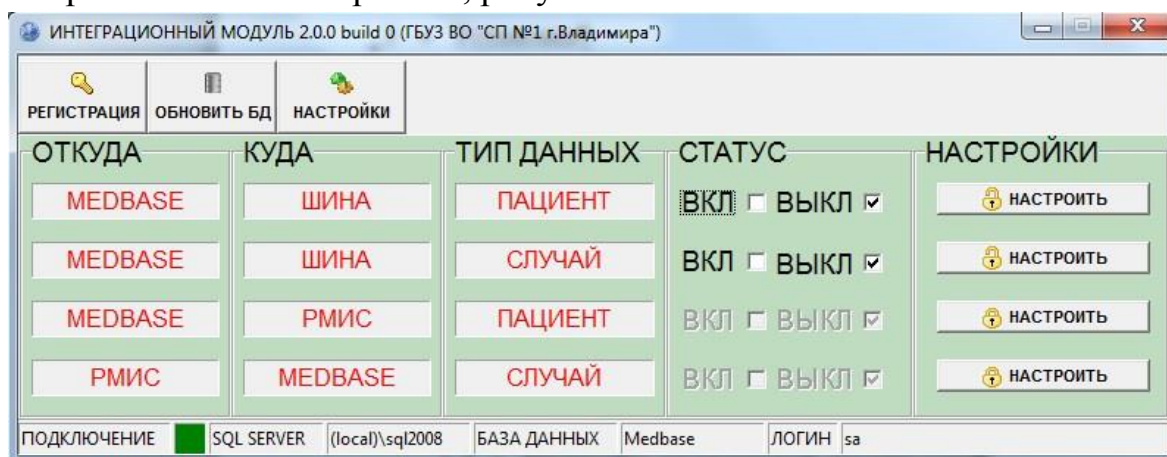 ИНТЕГРАЦИОННЫЙ МОДУЛЬ 2.0.0 build 0 (ГБУЗ ВО "СП №1 г.Владимира")
РЕГИСТРАЦИЯ ОБНОВИТЬ БД НАСТРОЙКИ
ОТКУДА КУДА ТИП ДАННЫХ СТАТУС НАСТРОЙКИ
MEDBASE ШИНА ПАЦИЕНТ ВКЛ ВЫКЛ НАСТРОИТЬ
MEDBASE ШИНА СЛУЧАЙ ВКЛ ВЫКЛ НАСТРОИТЬ
MEDBASE РМИС ПАЦИЕНТ ВКЛ ВЫКЛ НАСТРОИТЬ
РМИС MEDBASE СЛУЧАЙ ВКЛ ВЫКЛ НАСТРОИТЬ
ПОДКЛЮЧЕНИЕ SQL SERVER (local)\sql2008 БАЗА ДАННЫХ Medbase ЛОГИН sa